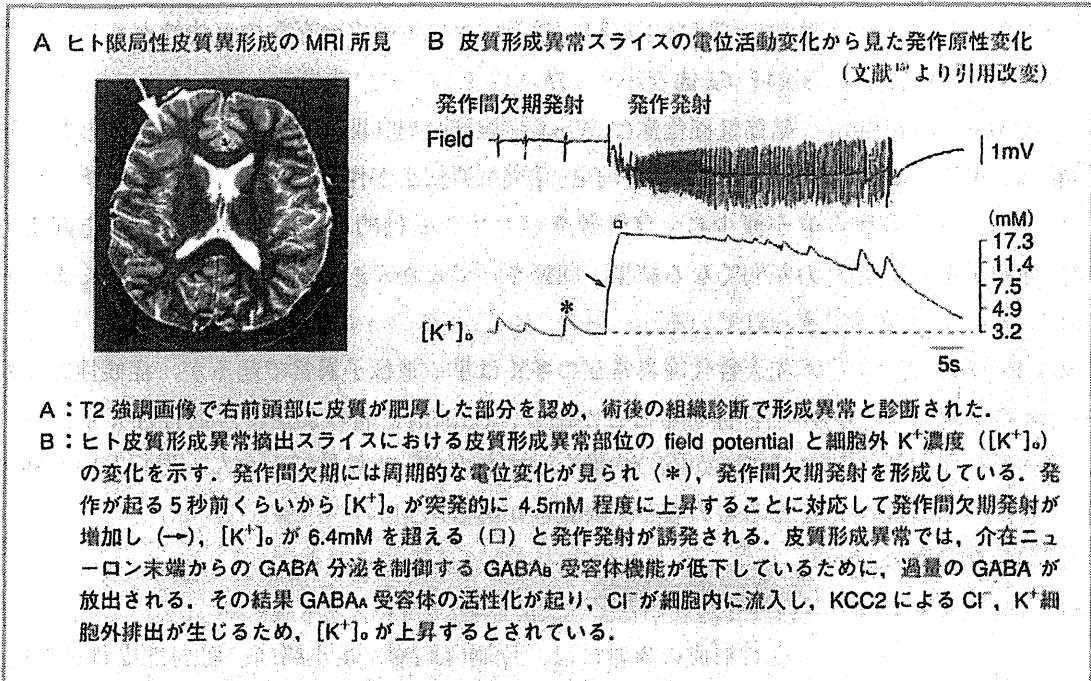 A ヒト限局性皮質異形成の MRI 所見
B 皮質形成異常スライスの電位活動変化から見た発作原性変化
(文献¹⁵⁾より引用改変)
発作間欠期発射
発作発射
Field
1mV
(mM)
17.3
11.4
7.5
4.9
3.2
*
[K⁺]ₒ
5s
A：T2 強調画像で右前頭部に皮質が肥厚した部分を認め，術後の組織診断で形成異常と診断された．
B：ヒト皮質形成異常摘出スライスにおける皮質形成異常部位の field potential と細胞外 K⁺濃度（[K⁺]ₒ）
の変化を示す．発作間欠期には周期的な電位変化が見られ（*），発作間欠期発射を形成している．発
作が起る 5 秒前くらいから [K⁺]ₒ が突発的に 4.5mM 程度に上昇することに対応して発作間欠期発射が
増加し（→），[K⁺]ₒ が 6.4mM を超える（□）と発作発射が誘発される．皮質形成異常では，介在ニュ
ーロン末端からの GABA 分泌を制御する GABA_B 受容体機能が低下しているために，過量の GABA が
放出される．その結果 GABA_A 受容体の活性化が起り，Cl⁻が細胞内に流入し，KCC2 による Cl⁻，K⁺細
胞外排出が生じるため，[K⁺]ₒ が上昇するとされている．